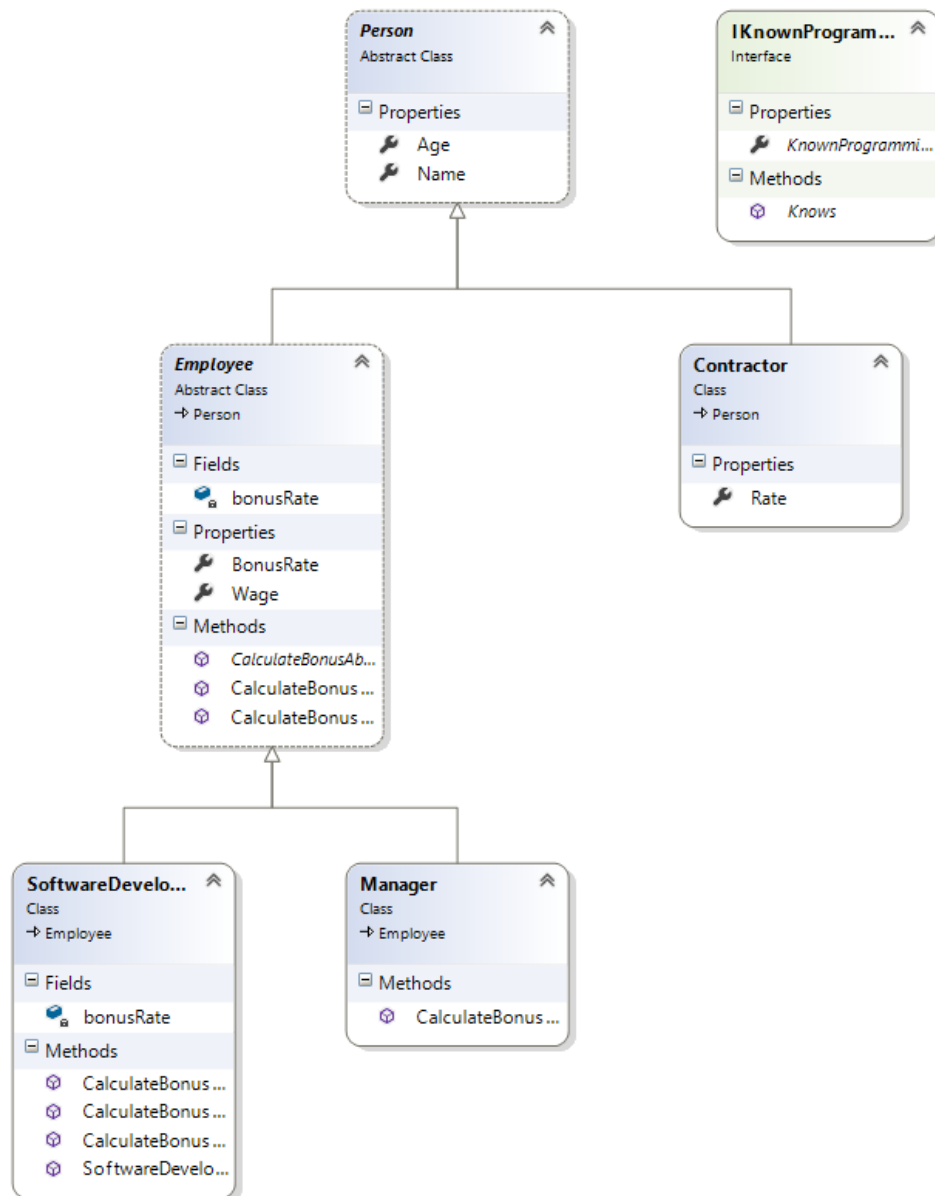 Person
Abstract Class
Properties
Age
Name
IKnownProgram...
Interface
Properties
KnownProgrammi...
Methods
Knows
Employee
Abstract Class
Person
Fields
bonusRate
Properties
BonusRate
Wage
Methods
CalculateBonusAb...
CalculateBonus...
CalculateBonus...
Contractor
Class
Person
Properties
Rate
SoftwareDevelo...
Class
Employee
Fields
bonusRate
Methods
CalculateBonus...
CalculateBonus...
CalculateBonus...
SoftwareDevelo...
Manager
Class
Employee
Methods
CalculateBonus...